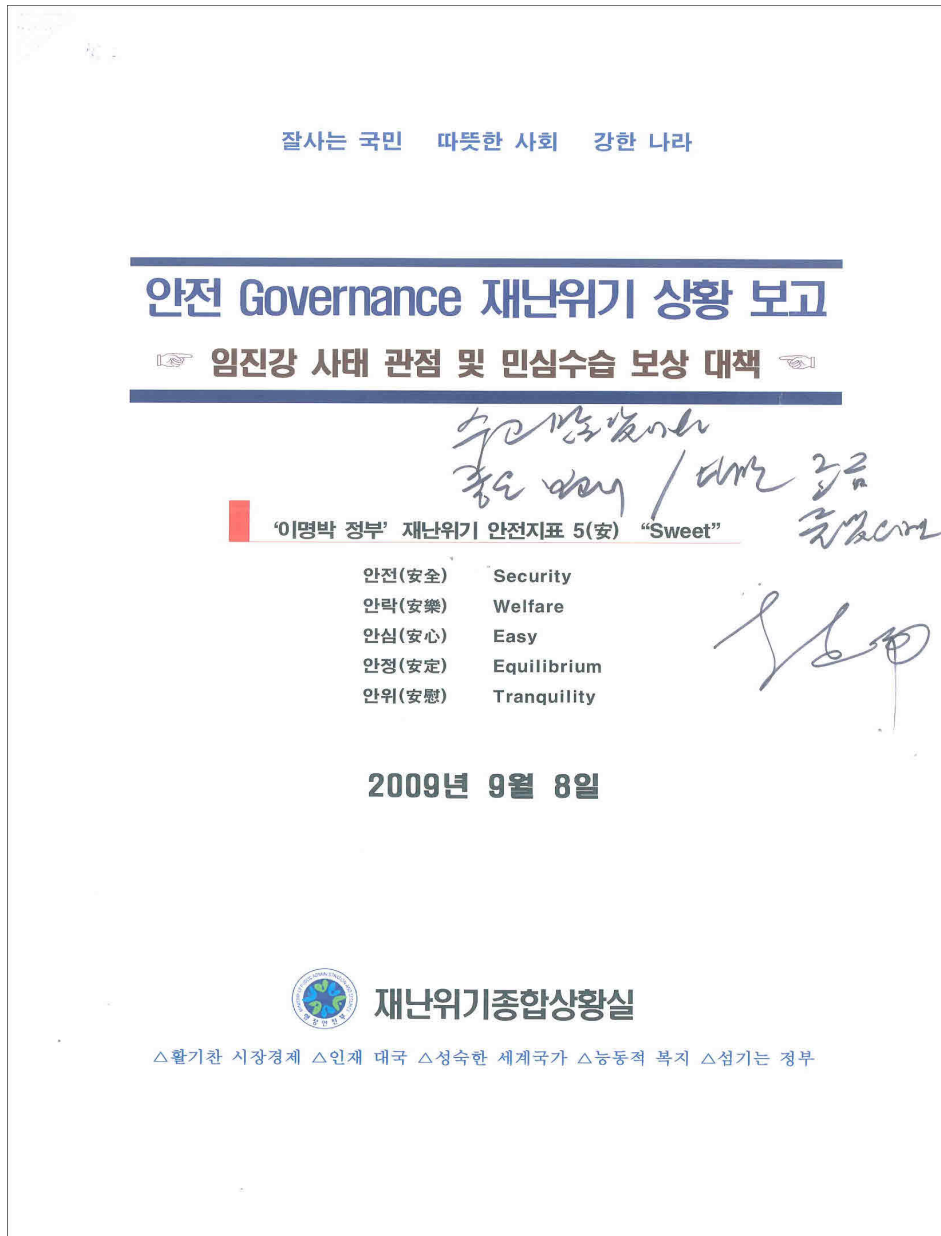 잘사는 국민 따뜻한 사회 강한 나라
안전 Governance 재난위기 상황 보고
☞ 임진강 사태 관점 및 민심수습 보상 대책 ☜
'이명박 정부' 재난위기 안전지표 5(安) "Sweet"
안전(安全) Security
안락(安樂) Welfare
안심(安心) Easy
안정(安定) Equilibrium
안위(安慰) Tranquility
2009년 9월 8일
행정안전부
재난위기종합상황실
△활기찬 시장경제 △인재 대국 △성숙한 세계국가 △능동적 복지 △섬기는 정부